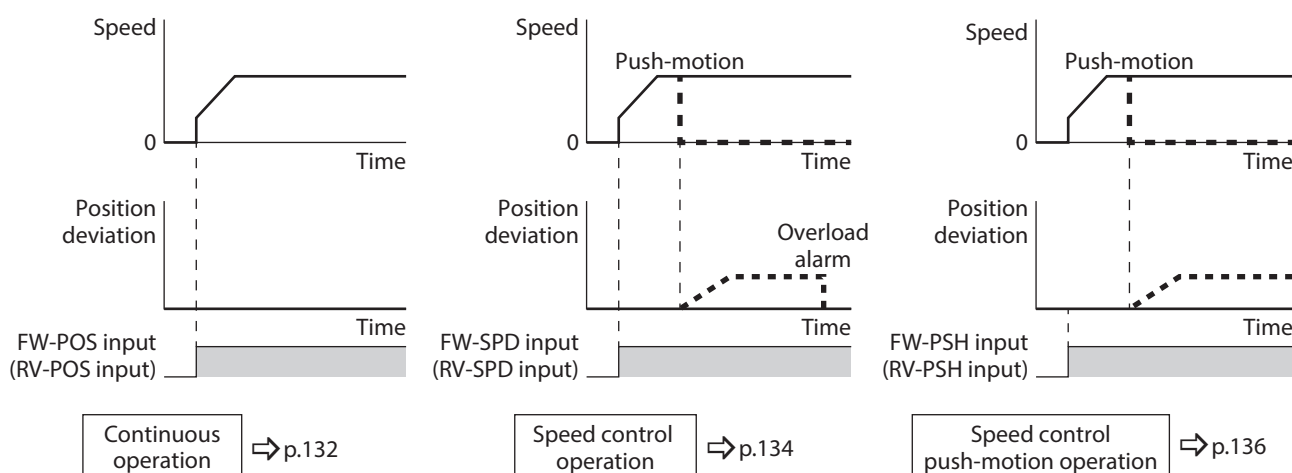 Speed
0
Time
Position
deviation
Time
FW-POS input
(RV-POS input)
Continuous
operation
⇨ p.132
Speed
Push-motion
0
Time
Position
deviation
Overload
alarm
Time
FW-SPD input
(RV-SPD input)
Speed control
operation
⇨ p.134
Speed
Push-motion
0
Time
Position
deviation
Time
FW-PSH input
(RV-PSH input)
Speed control
push-motion operation
⇨ p.136